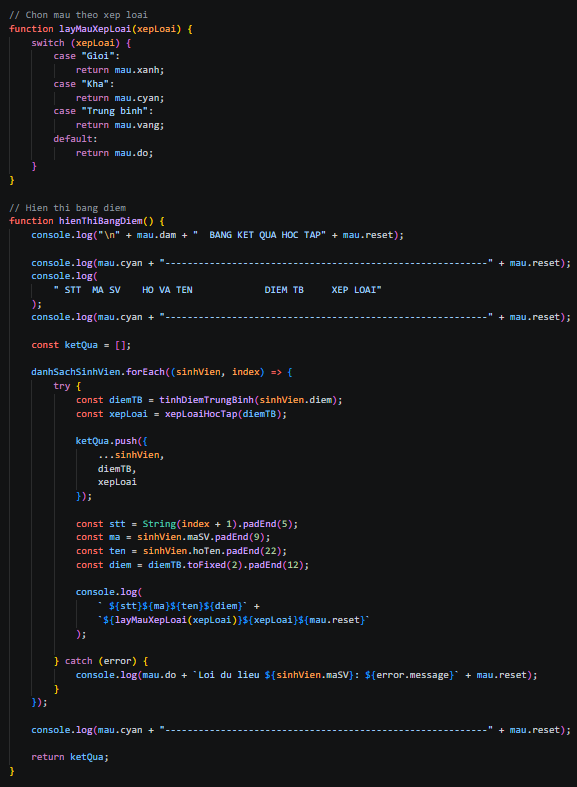 // Chon mau theo xep loai
function layMauXepLoai(xepLoai) {
    switch (xepLoai) {
        case "Gioi":
            return mau.xanh;
        case "Kha":
            return mau.cyan;
        case "Trung binh":
            return mau.vang;
        default:
            return mau.do;
    }
}

// Hien thi bang diem
function hienThiBangDiem() {
    console.log("\n" + mau.dam + "  BANG KET QUA HOC TAP" + mau.reset);

    console.log(mau.cyan + "----------------------------------------------------------" + mau.reset);
    console.log(
        " STT  MA SV    HO VA TEN             DIEM TB     XEP LOAI"
    );
    console.log(mau.cyan + "----------------------------------------------------------" + mau.reset);

    const ketQua = [];

    danhSachSinhVien.forEach((sinhVien, index) => {
        try {
            const diemTB = tinhDiemTrungBinh(sinhVien.diem);
            const xepLoai = xepLoaiHocTap(diemTB);

            ketQua.push({
                ...sinhVien,
                diemTB,
                xepLoai
            });

            const stt = String(index + 1).padEnd(5);
            const ma = sinhVien.maSV.padEnd(9);
            const ten = sinhVien.hoTen.padEnd(22);
            const diem = diemTB.toFixed(2).padEnd(12);

            console.log(
                ` ${stt}${ma}${ten}${diem}` +
                `${layMauXepLoai(xepLoai)}${xepLoai}${mau.reset}`
            );

        } catch (error) {
            console.log(mau.do + `Loi du lieu ${sinhVien.maSV}: ${error.message}` + mau.reset);
        }
    });

    console.log(mau.cyan + "----------------------------------------------------------" + mau.reset);

    return ketQua;
}